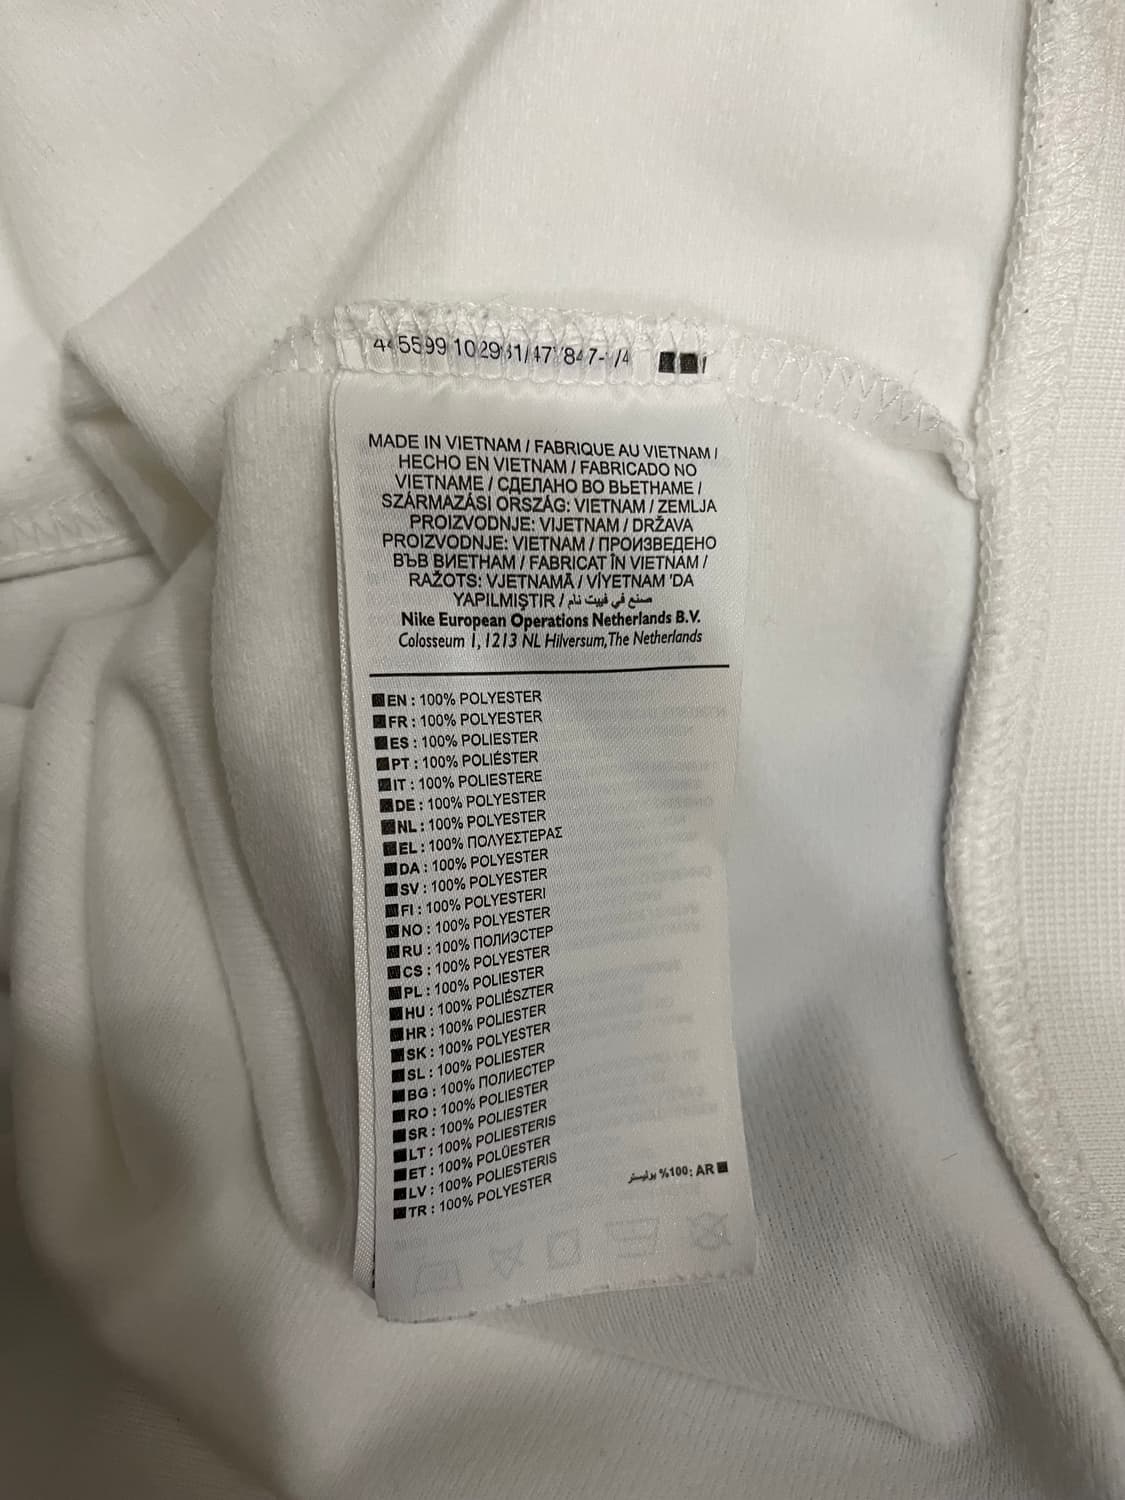 MADE IN VIETNAM / FABRIQUE AU VIETNAM /
HECHO EN VIETNAM / FABRICADO NO
VIETNAME / СДЕЛАНО ВО ВЬЕТНАМЕ /
SZÁRMAZÁSI ORSZÁG: VIETNAM / ZEMLJA
PROIZVODNJE: VIJETNAM / DRŽAVA
PROIZVODNJE: VIETNAM / ПРОИЗВЕДЕНО
ВЪВ ВИЕТНАМ / FABRICAT ÎN VIETNAM /
RAŽOTS: VJETNAMĀ / VİYETNAM 'DA
YAPILMIŞTIR / صنع في فييت نام
Nike European Operations Netherlands B.V.
Colosseum 1, 1213 NL Hilversum, The Netherlands
EN : 100% POLYESTER
FR : 100% POLYESTER
ES : 100% POLIESTER
PT : 100% POLIÉSTER
IT : 100% POLIESTERE
DE : 100% POLYESTER
NL : 100% POLYESTER
EL : 100% ΠΟΛΥΕΣΤΕΡΑΣ
DA : 100% POLYESTER
SV : 100% POLYESTER
FI : 100% POLYESTERI
NO : 100% POLYESTER
RU : 100% ПОЛИЭСТЕР
CS : 100% POLYESTER
PL : 100% POLIESTER
HU : 100% POLIÉSZTER
HR : 100% POLIESTER
SK : 100% POLYESTER
SL : 100% POLIESTER
BG : 100% ПОЛИЕСТЕР
RO : 100% POLIESTER
SR : 100% POLIESTER
LT : 100% POLIESTERIS
ET : 100% POLÜESTER
LV : 100% POLIESTERIS
TR : 100% POLYESTER
AR :100% بوليستر